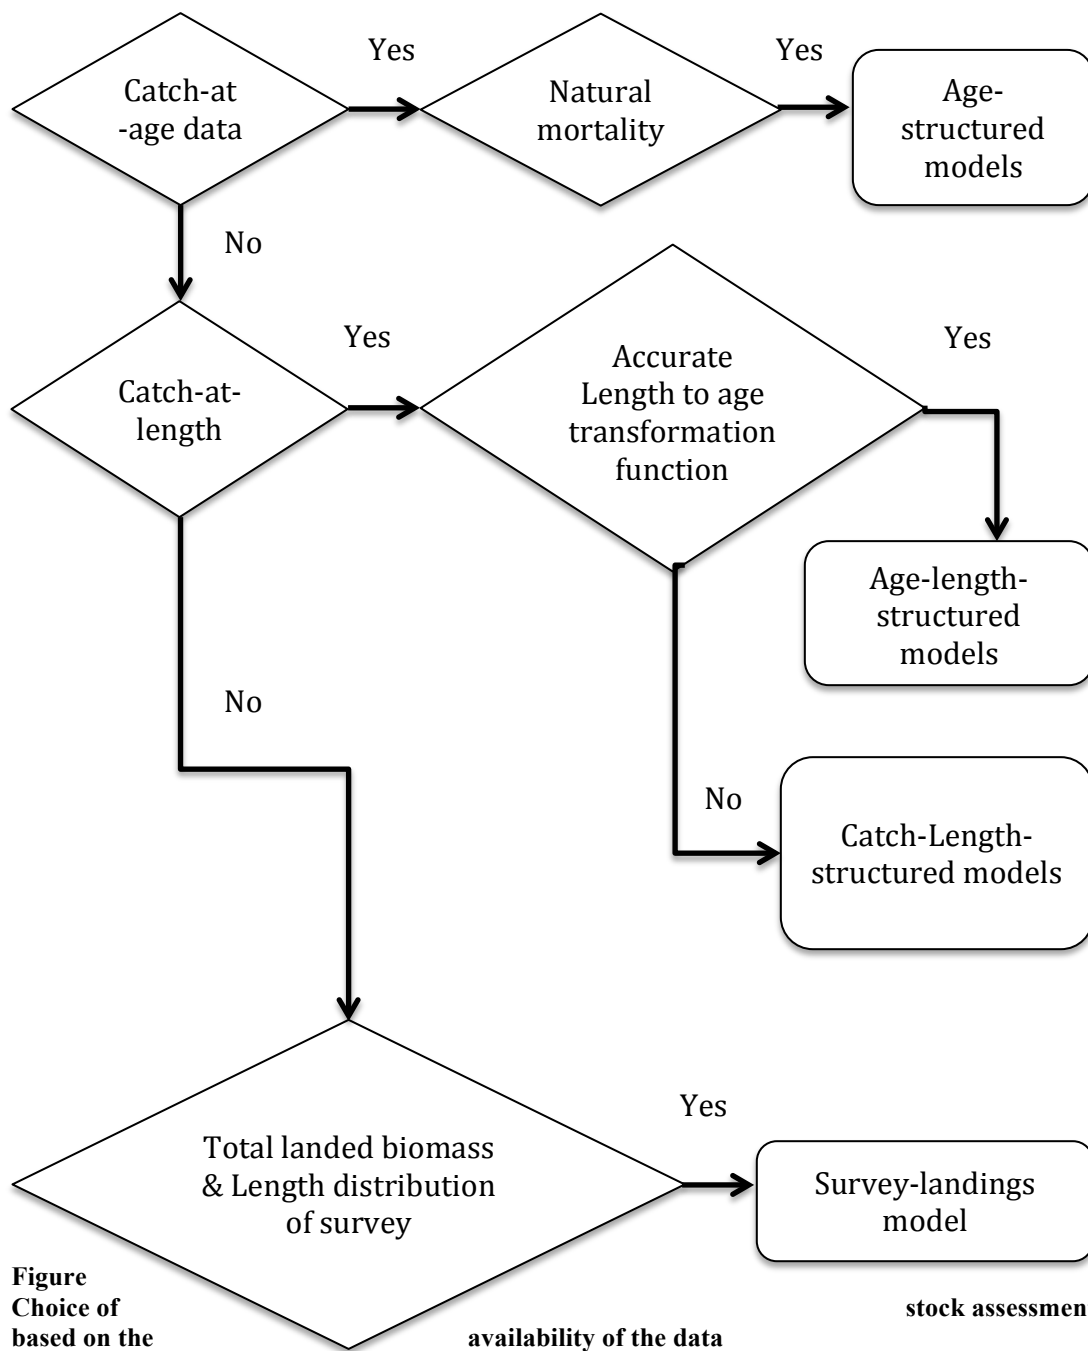 Yes
Yes
Catch-at
-age data
Natural
mortality
Age-
structured
models
No
Yes
Yes
Catch-at-
length
Accurate
Length to age
transformation
function
Age-length-
structured
models
No
No
Catch-Length-
structured models
Yes
Total landed biomass
& Length distribution
of survey
Survey-landings
model
Figure
Choice of stock assessmen
based on the availability of the data